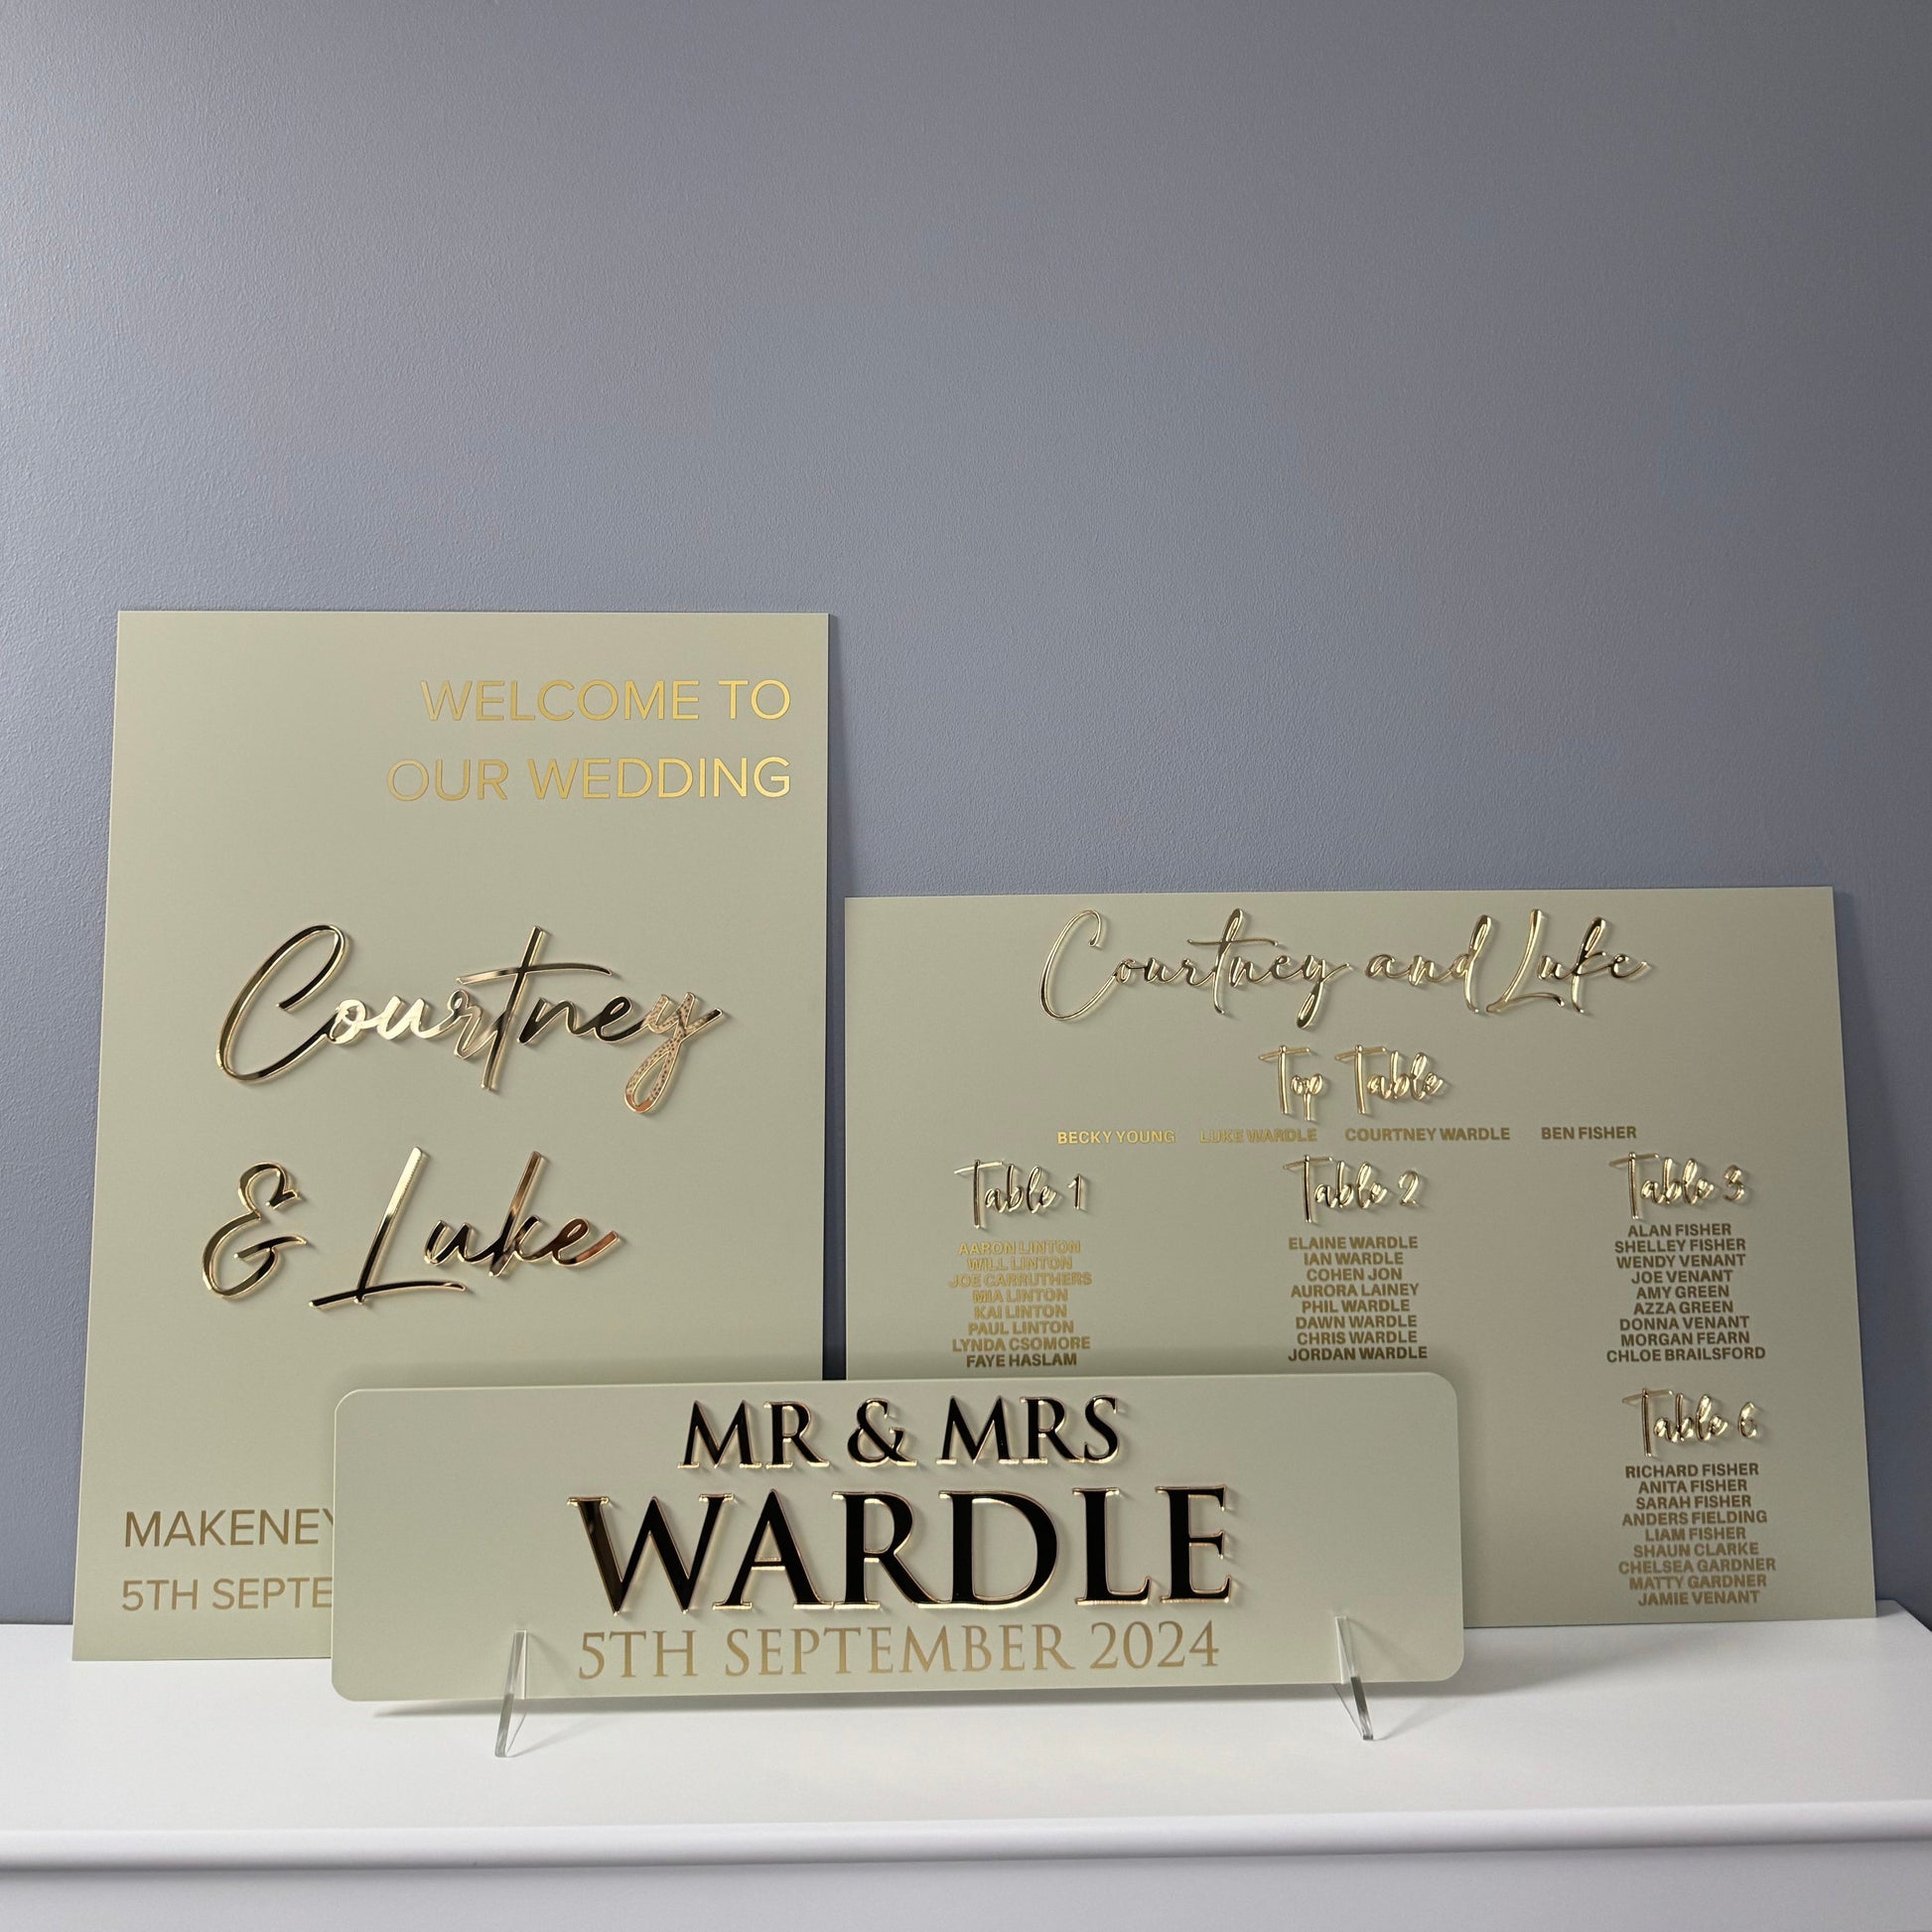 WELCOME TO
OUR WEDDING
Courtney
& Luke
MAKENEY
5TH SEPTE
Courtney and Luke
Top Table
BECKY YOUNG LUKE WARDLE COURTNEY WARDLE BEN FISHER
Table 1
AARON LINTON
WILL LINTON
JOE CARRUTHERS
MIA LINTON
KAI LINTON
PAUL LINTON
LYNDA CSOMORE
FAYE HASLAM
Table 2
ELAINE WARDLE
IAN WARDLE
COHEN JON
AURORA LAINEY
PHIL WARDLE
DAWN WARDLE
CHRIS WARDLE
JORDAN WARDLE
Table 3
ALAN FISHER
SHELLEY FISHER
WENDY VENANT
JOE VENANT
AMY GREEN
AZZA GREEN
DONNA VENANT
MORGAN FEARN
CHLOE BRAILSFORD
Table 6
RICHARD FISHER
ANITA FISHER
SARAH FISHER
ANDERS FIELDING
LIAM FISHER
SHAUN CLARKE
CHELSEA GARDNER
MATTY GARDNER
JAMIE VENANT
MR & MRS
WARDLE
5TH SEPTEMBER 2024